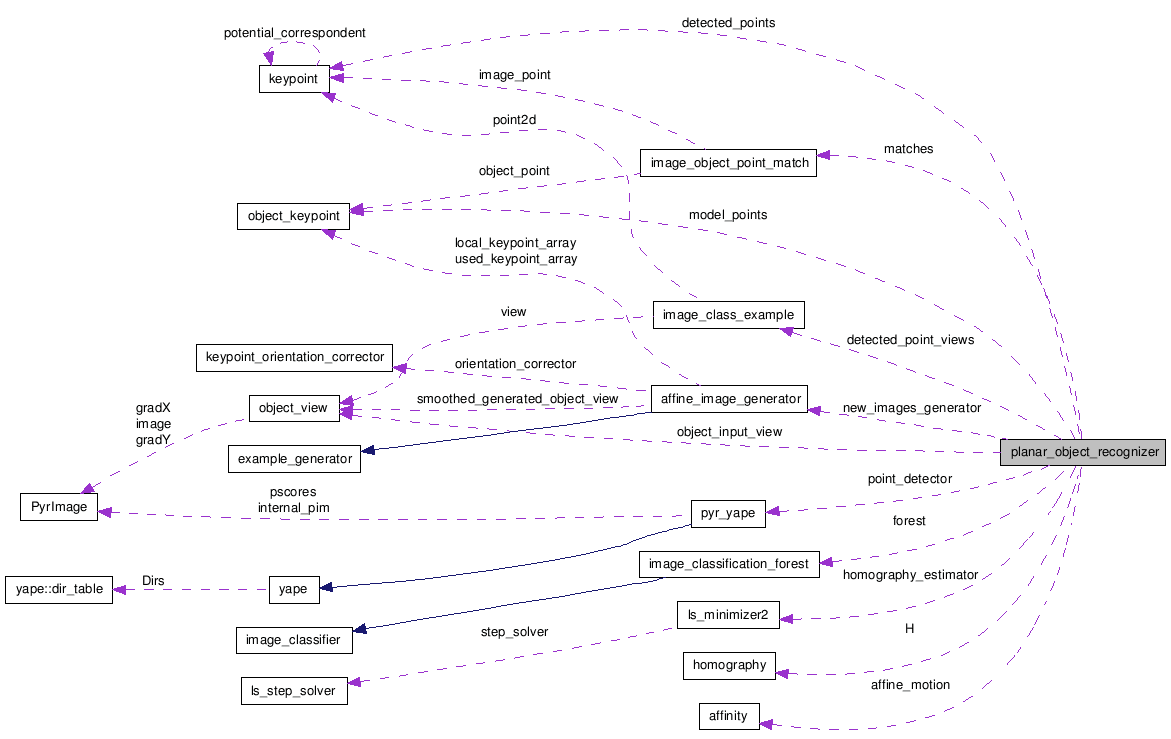 detected_points
potential_correspondent
keypoint
image_point
point2d
image_object_point_match
matches
object_point
object_keypoint
model_points
local_keypoint_array
used_keypoint_array
view
image_class_example
detected_point_views
keypoint_orientation_corrector
orientation_corrector
object_view
smoothed_generated_object_view
affine_image_generator
new_images_generator
gradX
image
gradY
object_input_view
example_generator
planar_object_recognizer
PyrImage
pscores
internal_pim
pyr_yape
point_detector
forest
image_classification_forest
homography_estimator
yape::dir_table
Dirs
yape
ls_minimizer2
H
image_classifier
step_solver
homography
ls_step_solver
affine_motion
affinity